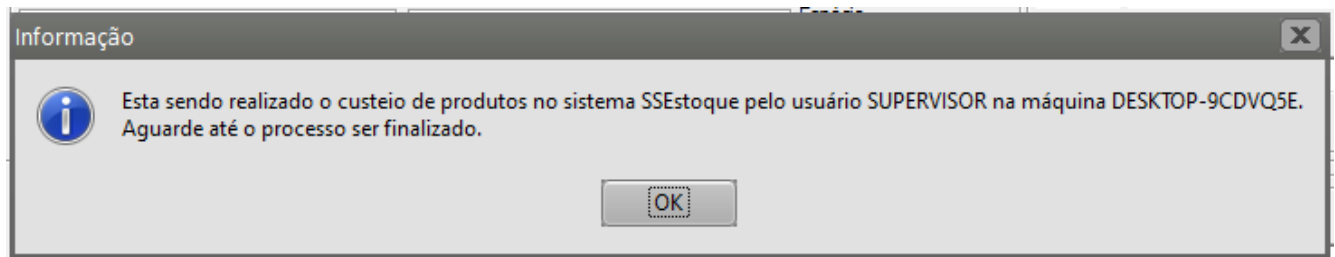 Informação
Esta sendo realizado o custeio de produtos no sistema SSEstoque pelo usuário SUPERVISOR na máquina DESKTOP-9CDVQ5E.
Aguarde até o processo ser finalizado.
OK